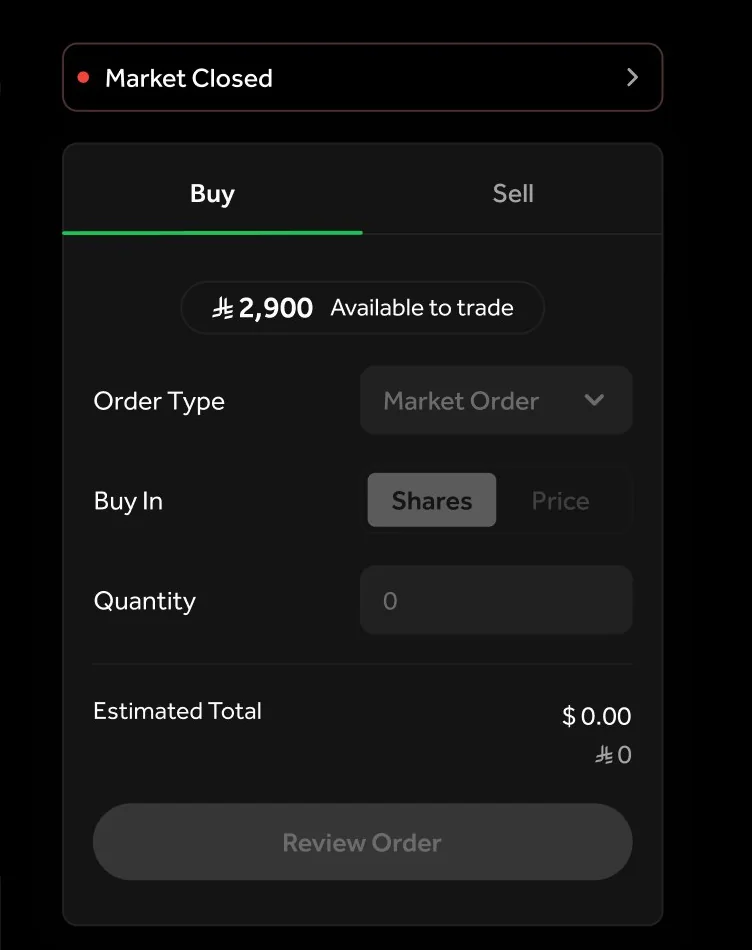 Market Closed
Buy Sell
⃁ 2,900 Available to trade
Order Type Market Order
Buy In Shares Price
Quantity 0
Estimated Total $ 0.00
⃁ 0
Review Order